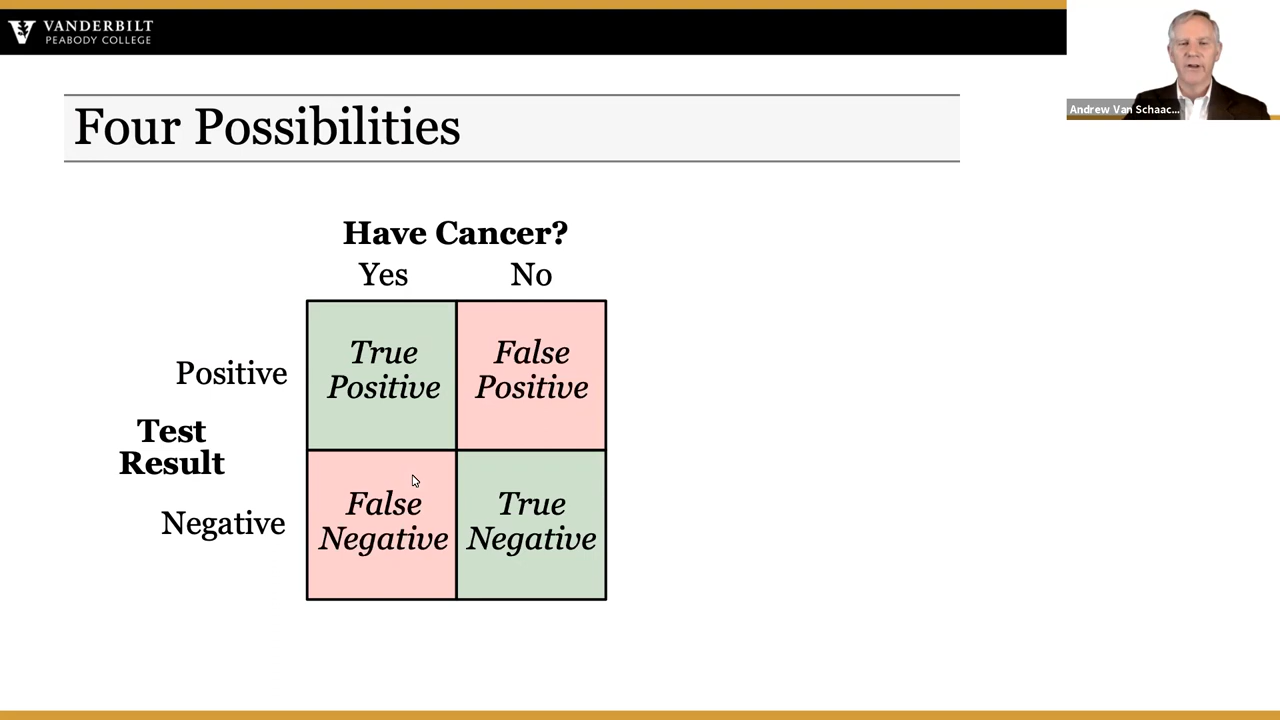 VANDERBILT
PEABODY COLLEGE
Andrew Van Schaac...
Four Possibilities
Have Cancer?
Yes No
True
Positive
False
Positive
Positive
Test
Result
False
Negative
True
Negative
Negative